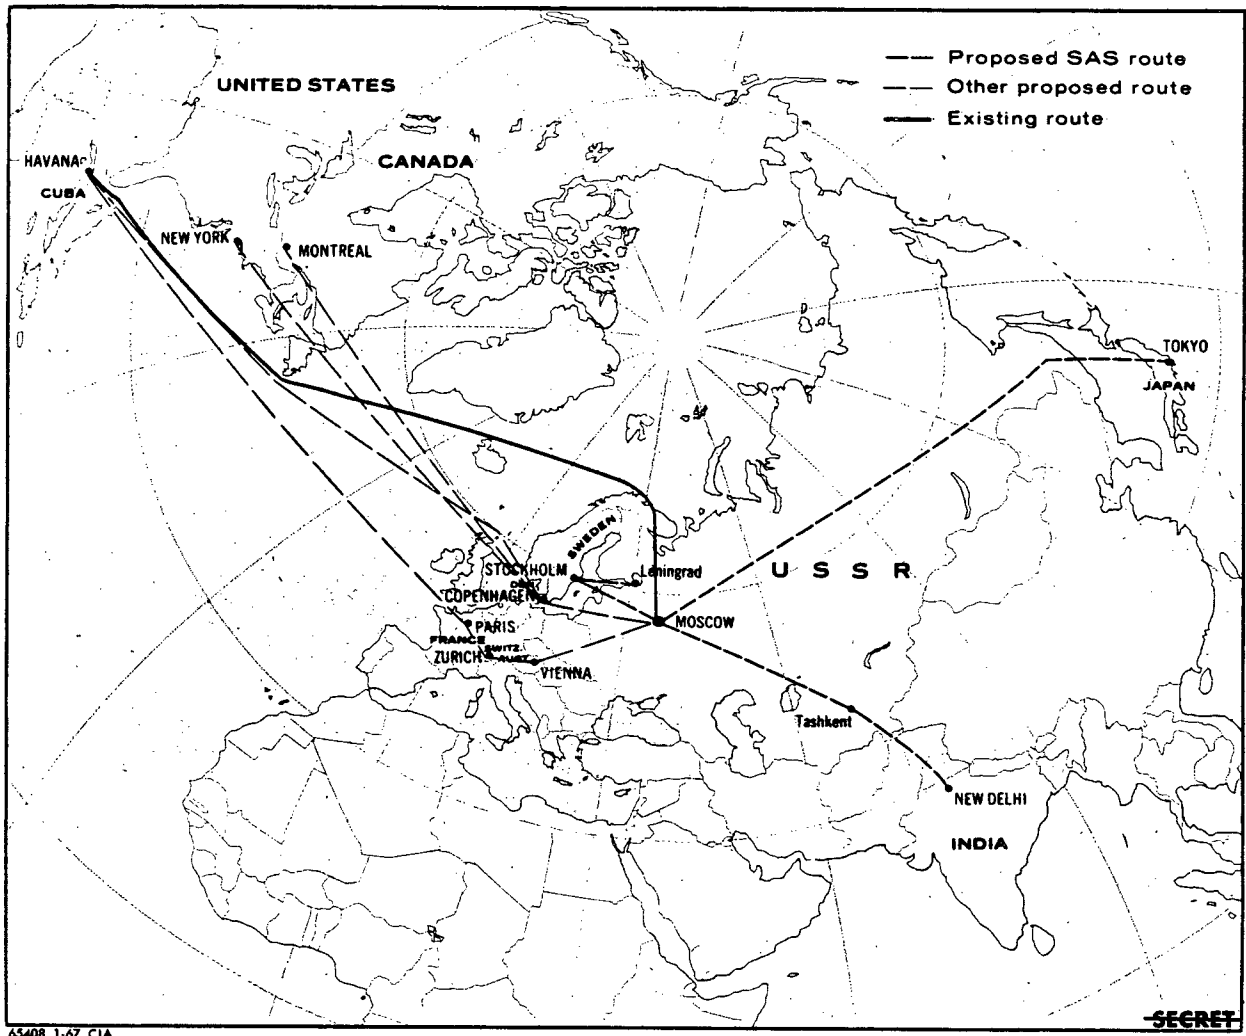 Proposed SAS route
Other proposed route
Existing route
UNITED STATES
CANADA
HAVANA
CUBA
NEW YORK
MONTREAL
TOKYO
JAPAN
SWEDEN
STOCKHOLM
Leningrad
USSR
DEN.
COPENHAGEN
MOSCOW
PARIS
FRANCE
SWITZ.
ZURICH
AUST.
VIENNA
Tashkent
NEW DELHI
INDIA
SECRET
65408 1-67 CIA